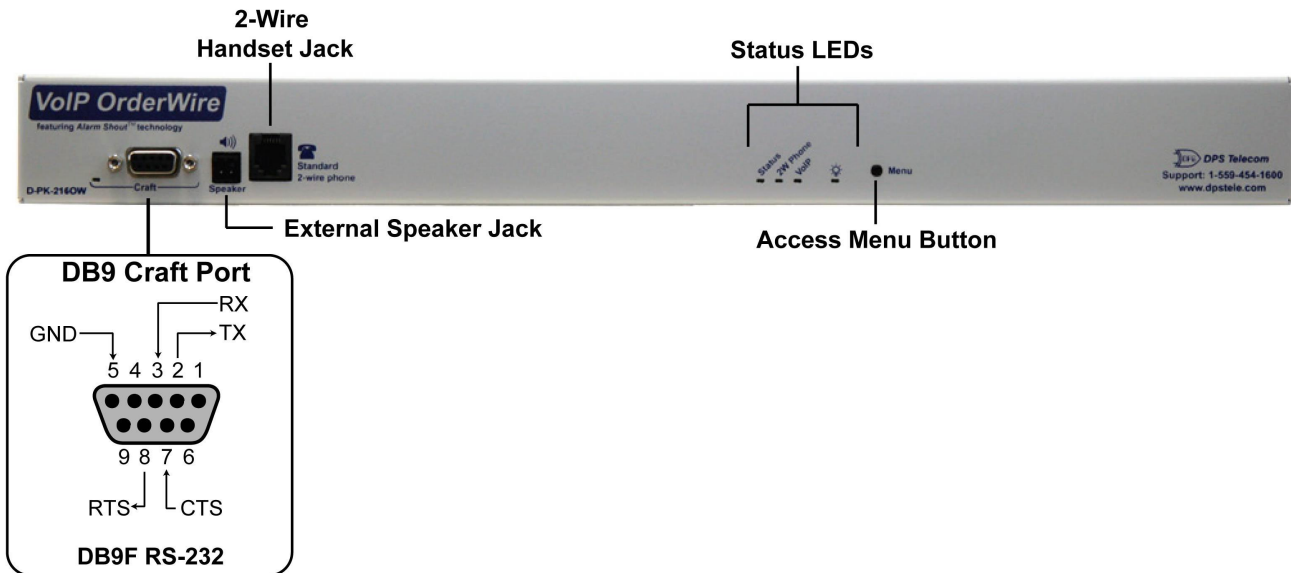 2-Wire
Handset Jack
Status LEDs
VoIP OrderWire
featuring Alarm Shout™ technology
Standard
2-wire phone
D-PK-216OW
Craft
Speaker
Status
2W Phone
VoIP
Menu
DPS Telecom
Support: 1-559-454-1600
www.dpstele.com
External Speaker Jack
Access Menu Button
DB9 Craft Port
RX
GND
TX
5 4 3 2 1
9 8 7 6
RTS
CTS
DB9F RS-232